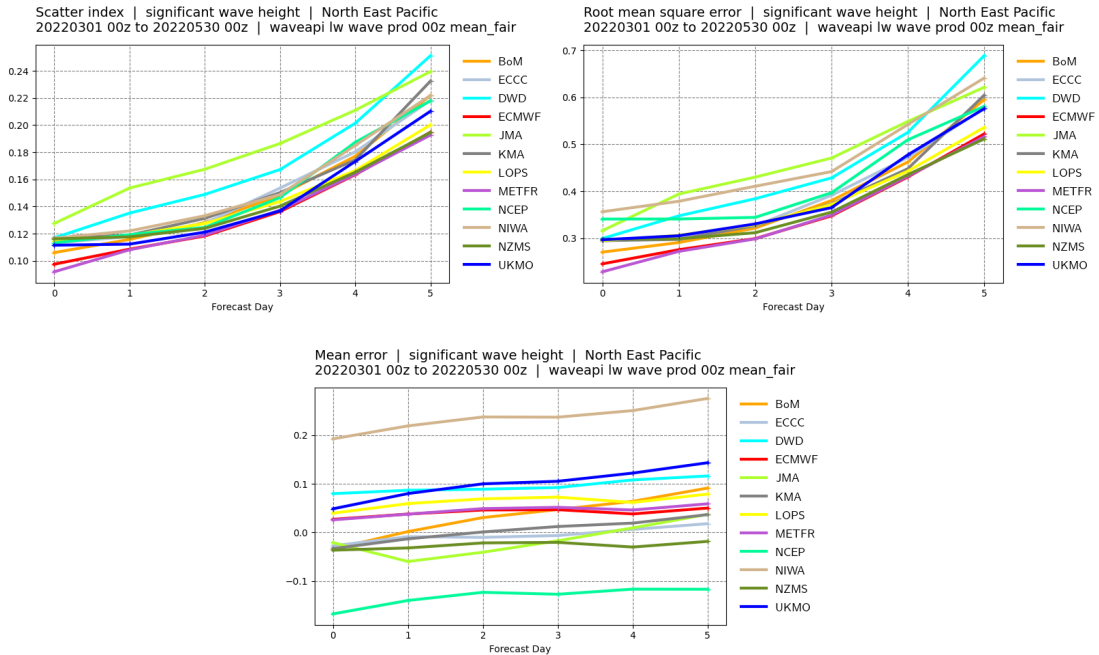 Scatter index | significant wave height | North East Pacific
20220301 00z to 20220530 00z | waveapi lw wave prod 00z mean_fair
0.24
0.22
0.20
0.18
0.16
0.14
0.12
0.10
0 1 2 3 4 5
Forecast Day
BoM
ECCC
DWD
ECMWF
JMA
KMA
LOPS
METFR
NCEP
NIWA
NZMS
UKMO
Root mean square error | significant wave height | North East Pacific
20220301 00z to 20220530 00z | waveapi lw wave prod 00z mean_fair
0.7
0.6
0.5
0.4
0.3
0 1 2 3 4 5
Forecast Day
BoM
ECCC
DWD
ECMWF
JMA
KMA
LOPS
METFR
NCEP
NIWA
NZMS
UKMO
Mean error | significant wave height | North East Pacific
20220301 00z to 20220530 00z | waveapi lw wave prod 00z mean_fair
0.2
0.1
0.0
−0.1
0 1 2 3 4 5
Forecast Day
BoM
ECCC
DWD
ECMWF
JMA
KMA
LOPS
METFR
NCEP
NIWA
NZMS
UKMO